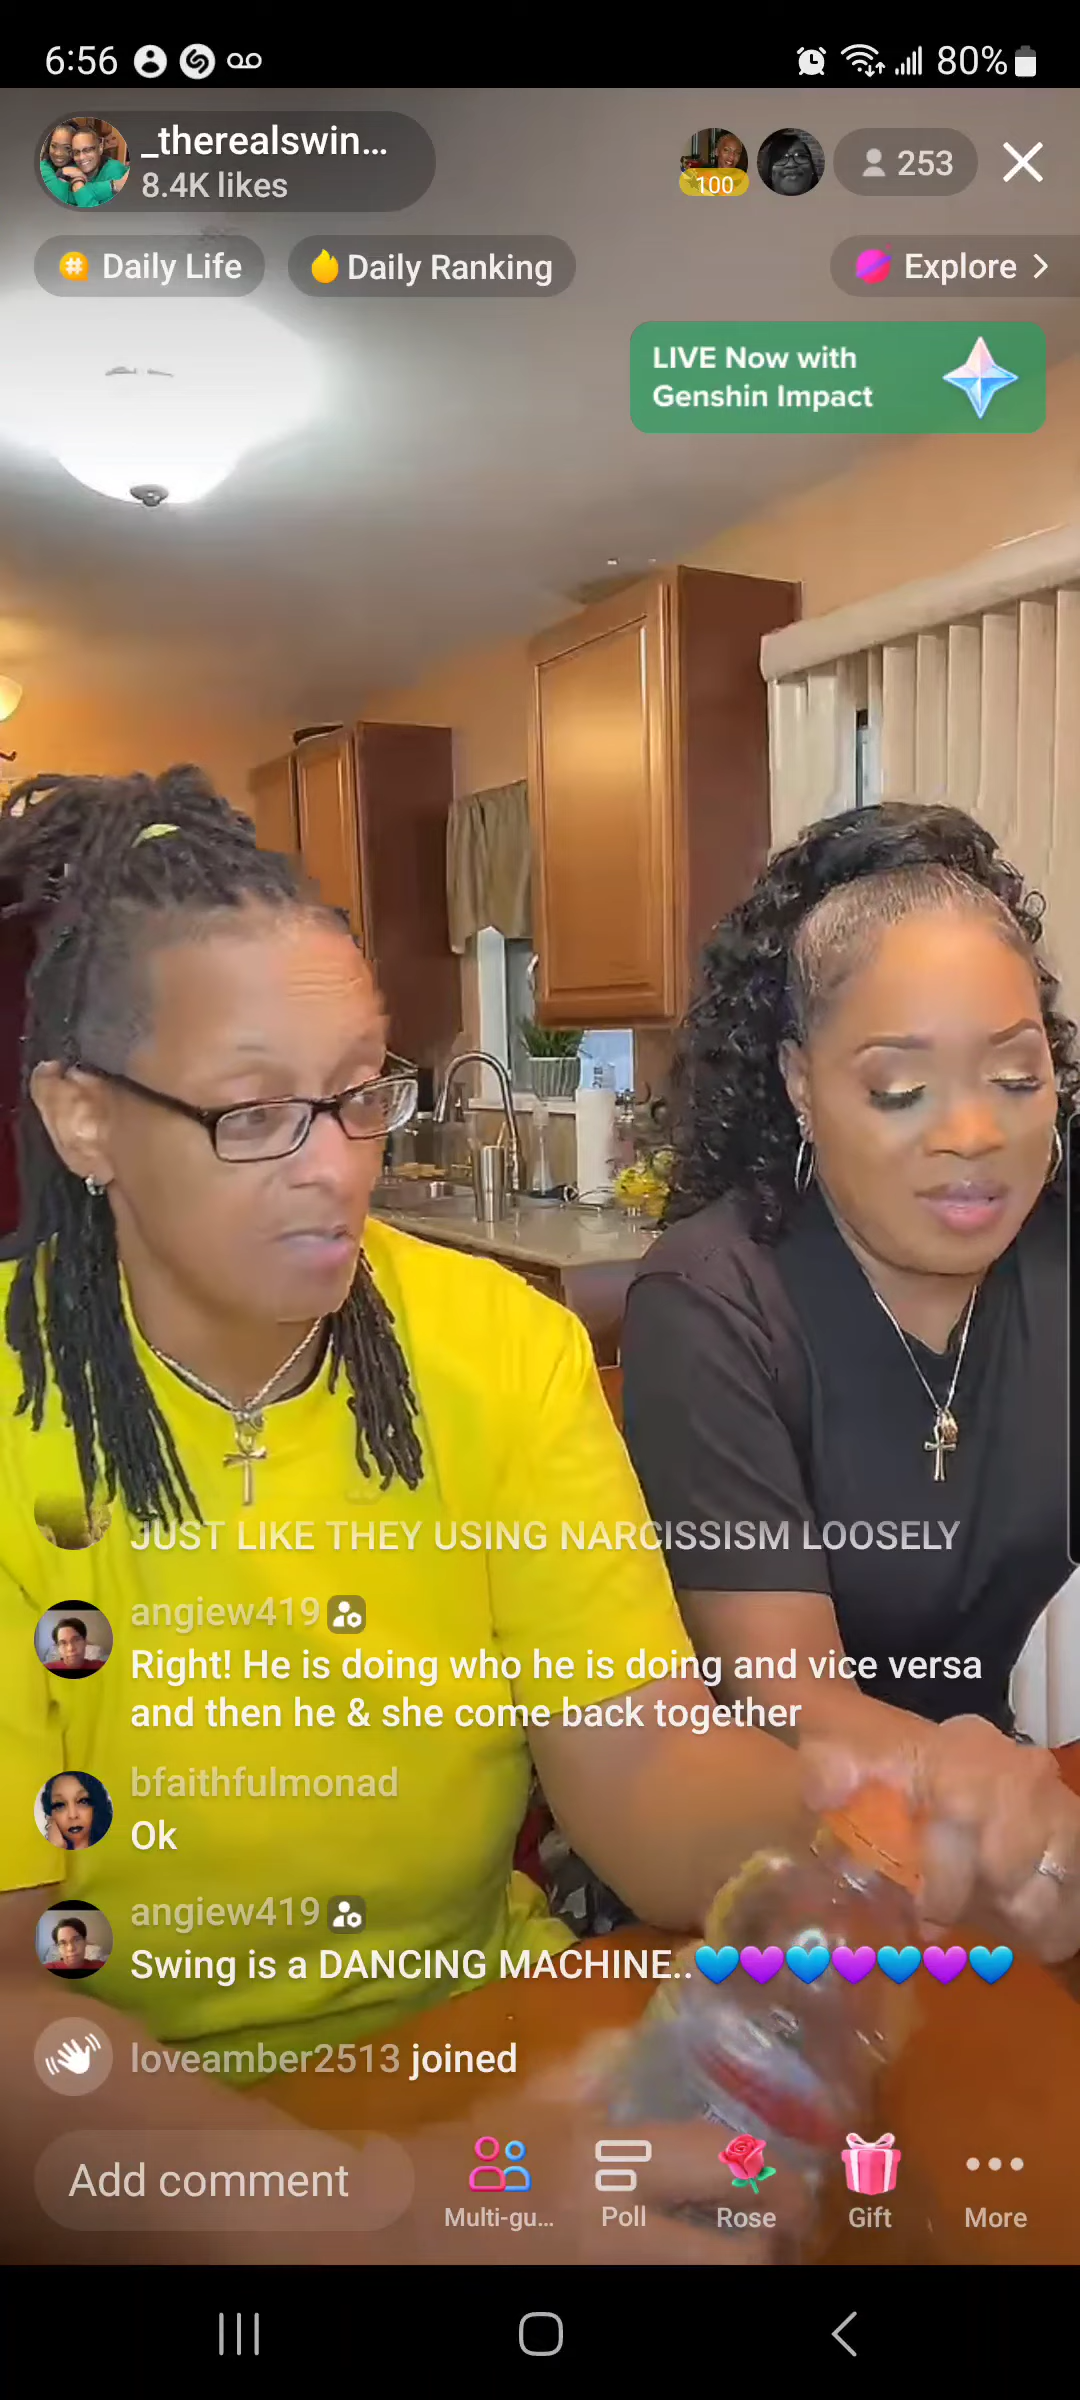 6:56
80%
_therealswin...
8.4K likes
100
253
Daily Life
Daily Ranking
Explore >
LIVE Now with
Genshin Impact
JUST LIKE THEY USING NARCISSISM LOOSELY
angiew419
Right! He is doing who he is doing and vice versa
and then he & she come back together
bfaithfulmonad
Ok
angiew419
Swing is a DANCING MACHINE..💙💜💙💜💙💜💙
loveamber2513 joined
Add comment
Multi-gu...
Poll
Rose
Gift
More